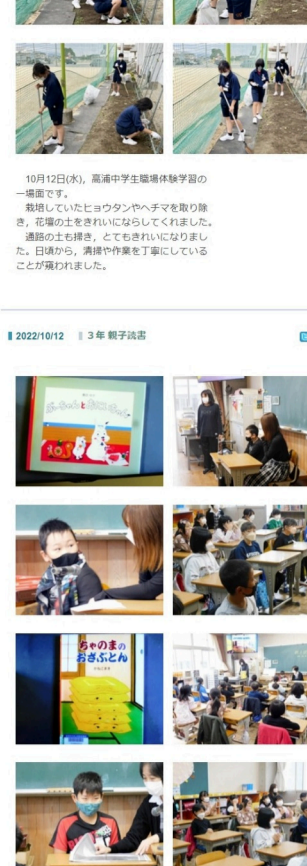 10月12日(水)，高浦中学生職場体験学習の
一場面です。
栽培していたヒョウタンやヘチマを取り除
き，花壇の土をきれいにならしてくれました。
通路の土も掃き，とてもきれいになりまし
た。日頃から，清掃や作業を丁寧にしている
ことが窺われました。
2022/10/12 3年 親子読書
ちゃのまの
おざぶとん